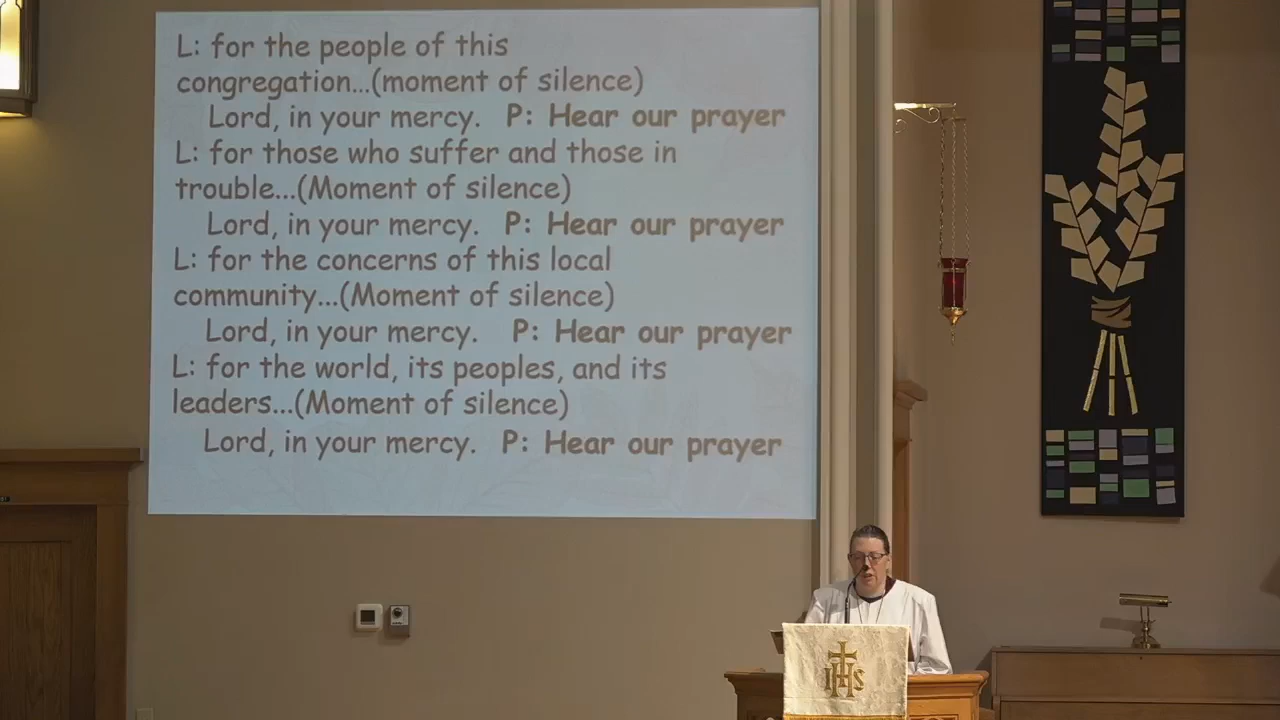 L: for the people of this
congregation...(moment of silence)
Lord, in your mercy. P: Hear our prayer
L: for those who suffer and those in
trouble...(Moment of silence)
Lord, in your mercy. P: Hear our prayer
L: for the concerns of this local
community...(Moment of silence)
Lord, in your mercy. P: Hear our prayer
L: for the world, its peoples, and its
leaders...(Moment of silence)
Lord, in your mercy. P: Hear our prayer
IHS